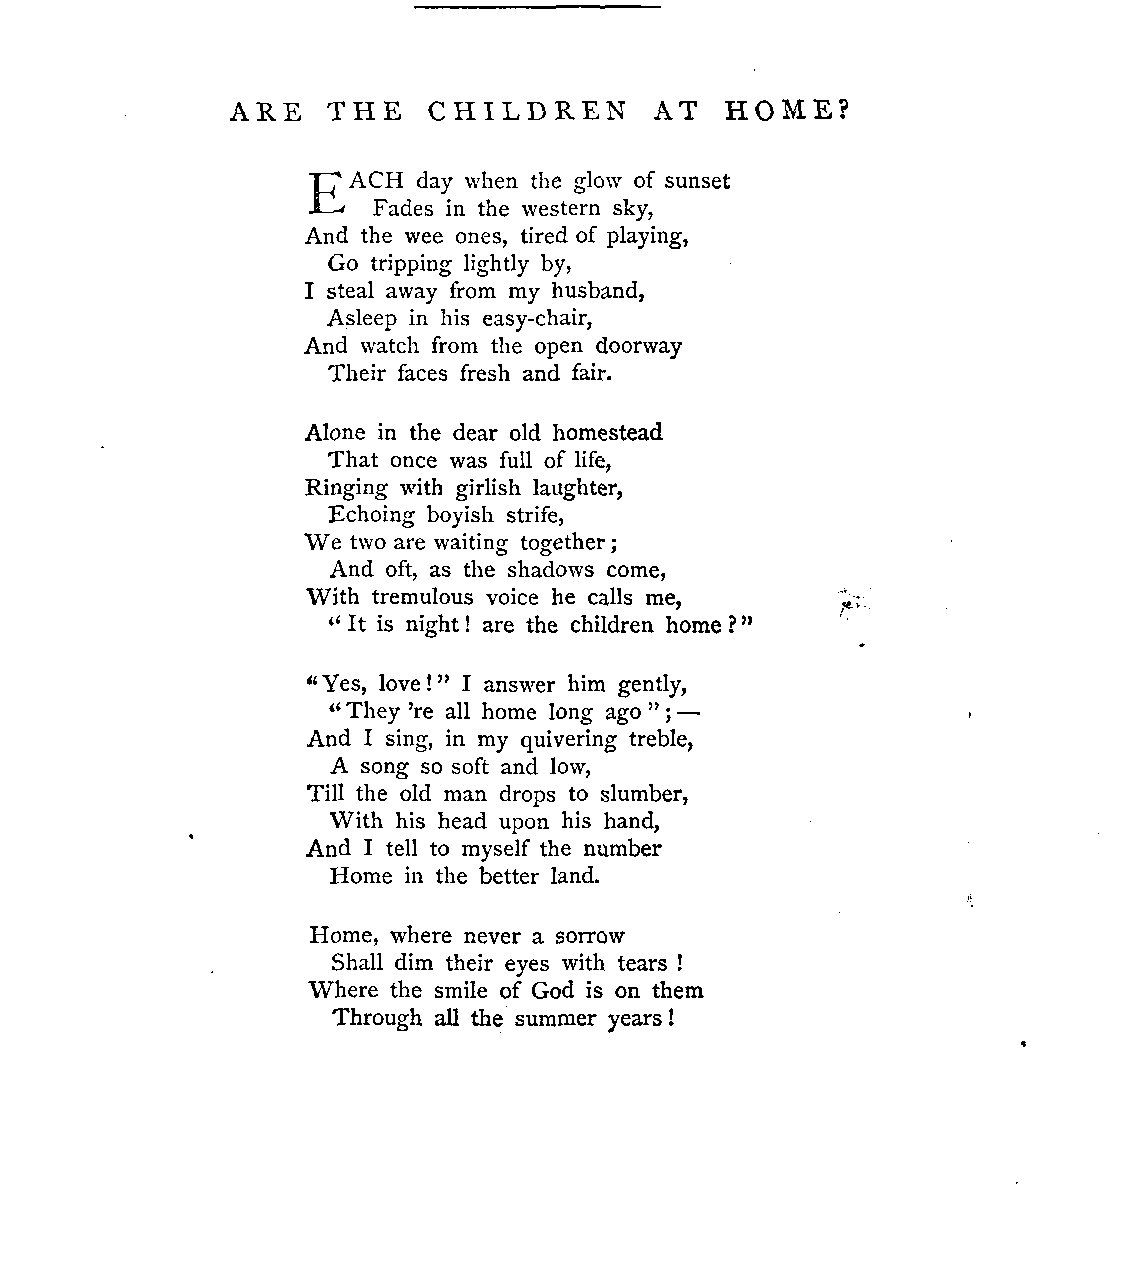 ARE THE CHILDREN AT HOME?
EACH day when the glow of sunset
Fades in the western sky,
And the wee ones, tired of playing,
Go tripping lightly by,
I steal away from my husband,
Asleep in his easy-chair,
And watch from the open doorway
Their faces fresh and fair.
Alone in the dear old homestead
That once was full of life,
Ringing with girlish laughter,
Echoing boyish strife,
We two are waiting together;
And oft, as the shadows come,
With tremulous voice he calls me,
"It is night! are the children home?"
"Yes, love!" I answer him gently,
"They 're all home long ago";—
And I sing, in my quivering treble,
A song so soft and low,
Till the old man drops to slumber,
With his head upon his hand,
And I tell to myself the number
Home in the better land.
Home, where never a sorrow
Shall dim their eyes with tears!
Where the smile of God is on them
Through all the summer years!